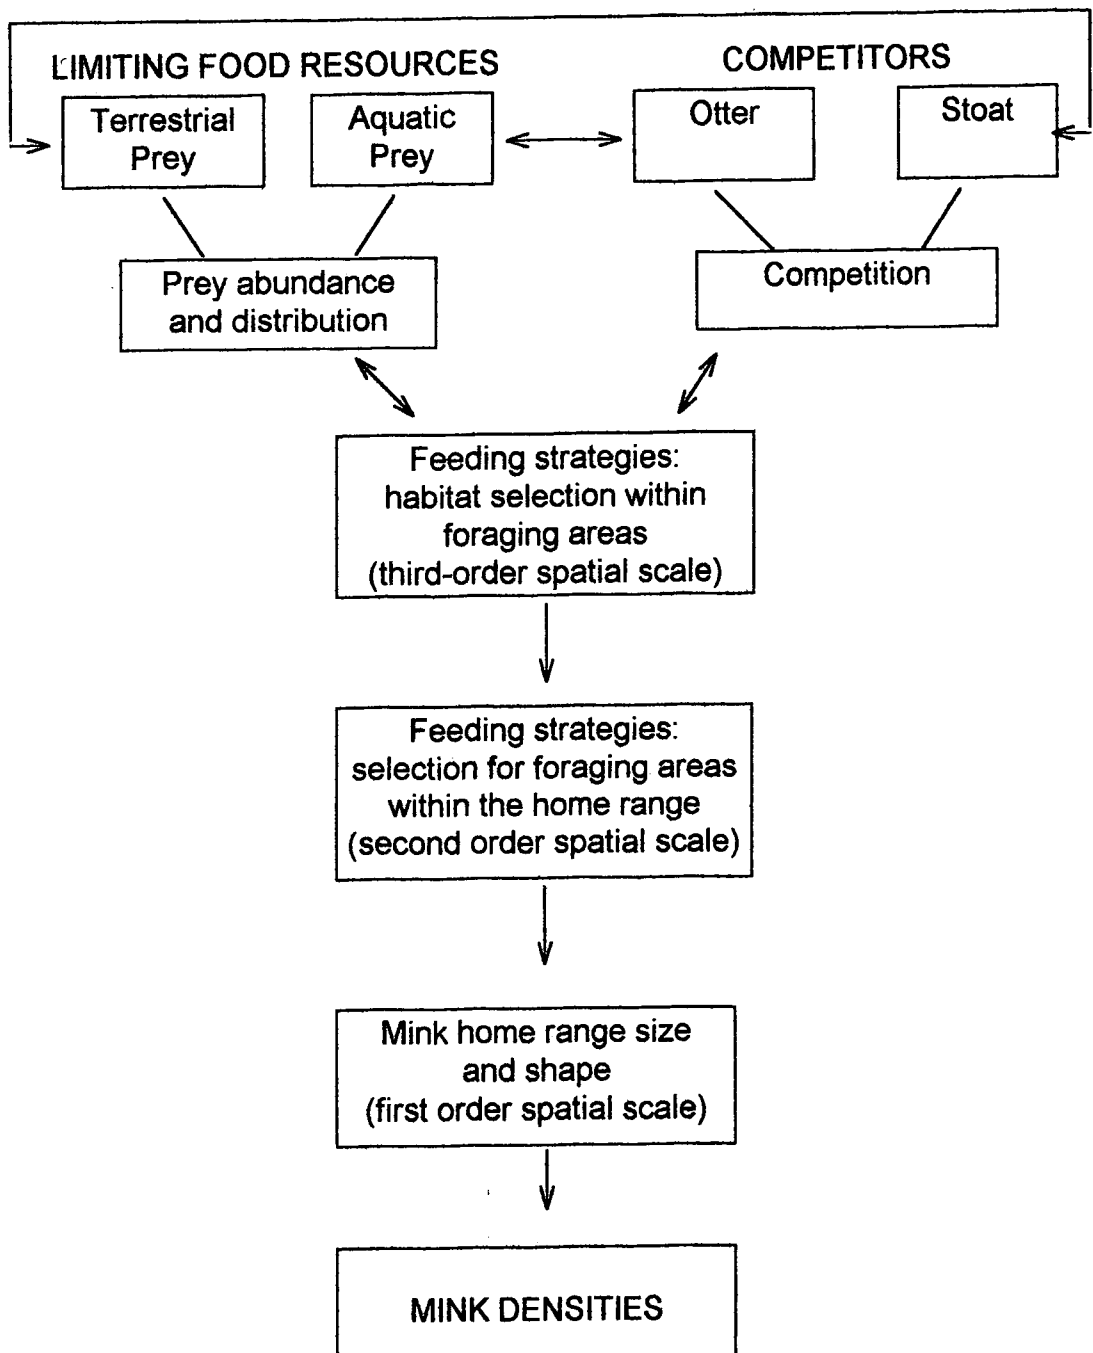 LIMITING FOOD RESOURCES
COMPETITORS
Terrestrial
Prey
Aquatic
Prey
Otter
Stoat
Prey abundance
and distribution
Competition
Feeding strategies:
habitat selection within
foraging areas
(third-order spatial scale)
Feeding strategies:
selection for foraging areas
within the home range
(second order spatial scale)
Mink home range size
and shape
(first order spatial scale)
MINK DENSITIES